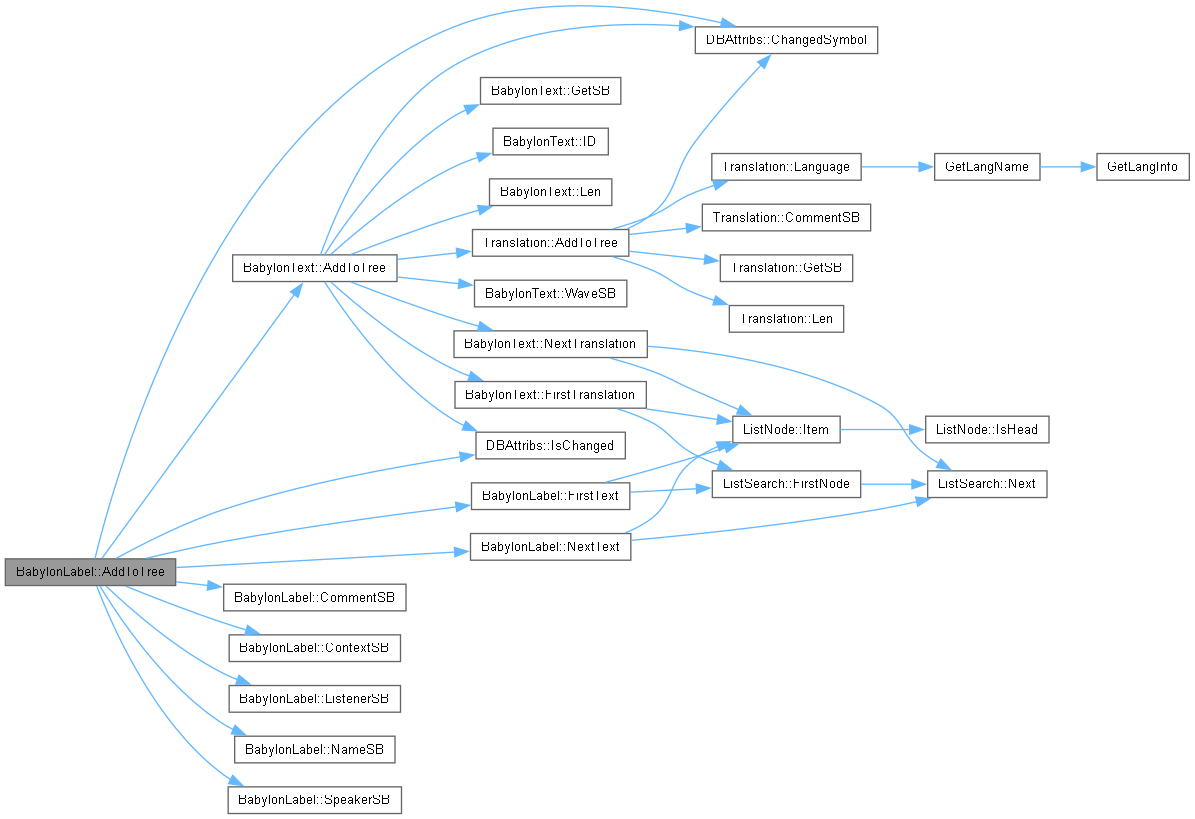 DBAttribs::ChangedSymbol
BabylonText::GetSB
BabylonText::ID
Translation::Language
GetLangName
GetLangInfo
BabylonText::Len
Translation::CommentSB
Translation::AddToTree
BabylonText::AddToTree
Translation::GetSB
BabylonText::WaveSB
Translation::Len
BabylonText::NextTranslation
BabylonText::FirstTranslation
ListNode::Item
ListNode::IsHead
DBAttribs::IsChanged
ListSearch::FirstNode
ListSearch::Next
BabylonLabel::FirstText
BabylonLabel::NextText
BabylonLabel::AddToTree
BabylonLabel::CommentSB
BabylonLabel::ContextSB
BabylonLabel::ListenerSB
BabylonLabel::NameSB
BabylonLabel::SpeakerSB